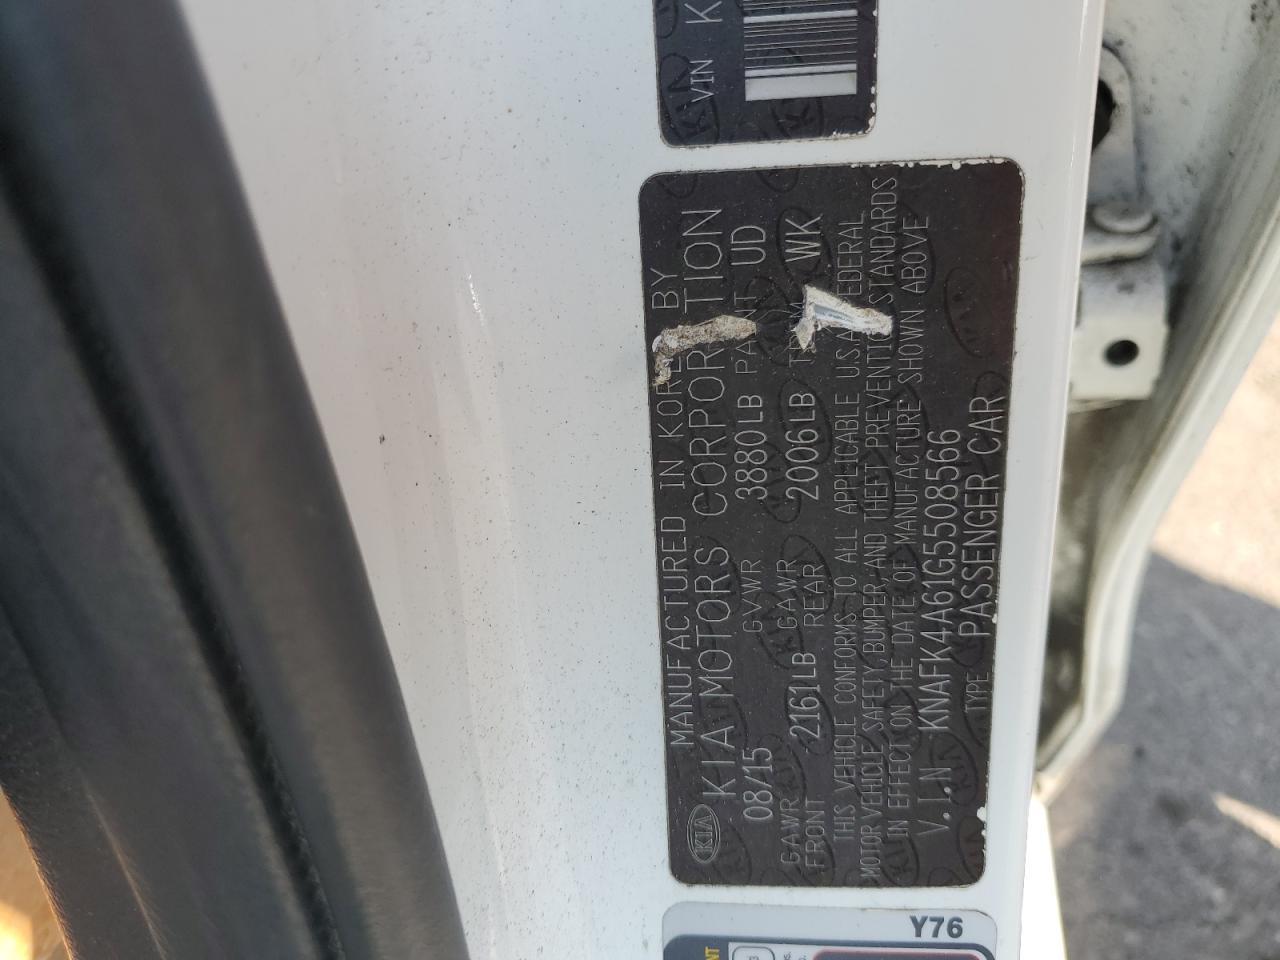 VIN K
MANUFACTURED IN KOREA BY
KIA MOTORS CORPORATION
08/15 GVWR 3880LB PAINT UD
GAWR FRONT 2161LB GAWR REAR 2006LB TRIM WK
THIS VEHICLE CONFORMS TO ALL APPLICABLE U.S.A FEDERAL
MOTOR VEHICLE SAFETY, BUMPER, AND THEFT PREVENTION STANDARDS
IN EFFECT ON THE DATE OF MANUFACTURE SHOWN ABOVE
V.I.N KNAFK4A61G5508566
TYPE PASSENGER CAR
KIA
Y76